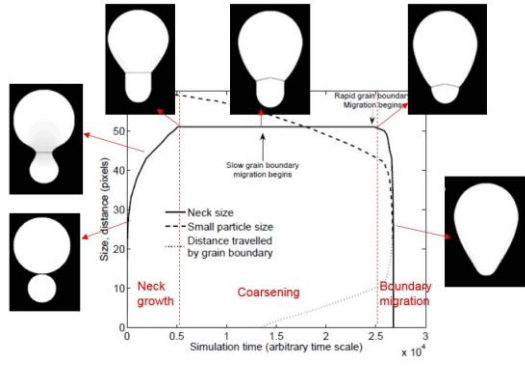 Rapid grain boundary
Migration begins
50
40
30
20
10
0
Size, distance (pixels)
Slow grain boundary
migration begins
Neck size
Small particle size
Distance travelled
by grain boundary
Neck
growth
Coarsening
Boundary
migration
0
0.5
1
1.5
2
2.5
3
Simulation time (arbitrary time scale)
x 10⁴